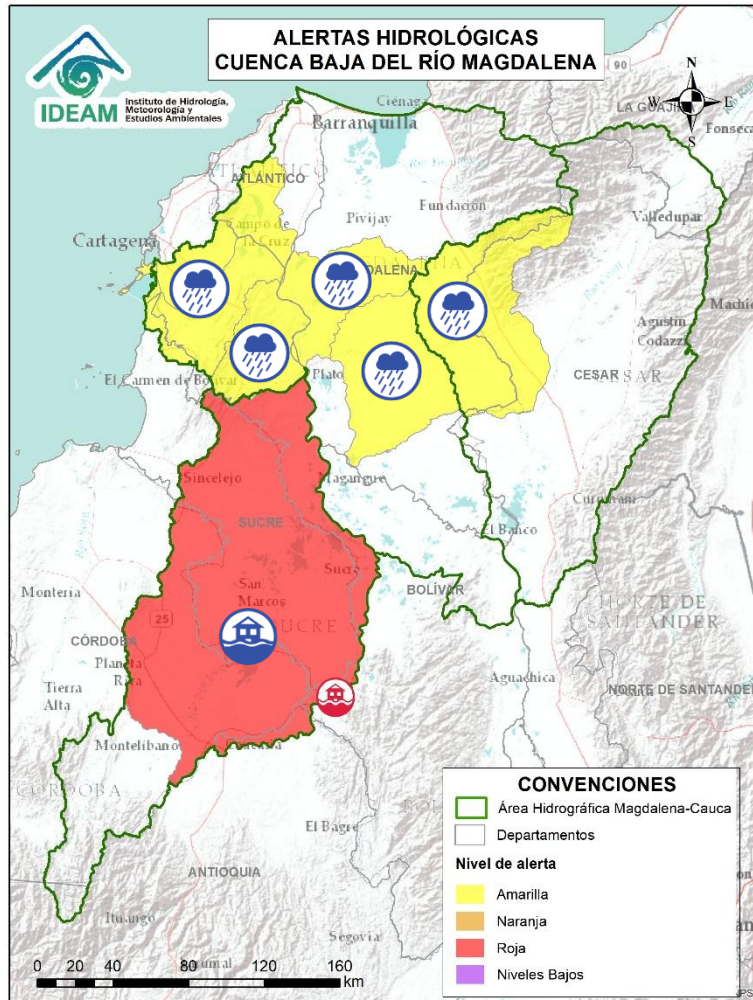 ALERTAS HIDROLÓGICAS
CUENCA BAJA DEL RÍO MAGDALENA
IDEAM
Instituto de Hidrología,
Meteorología y
Estudios Ambientales
N
W
E
S
90
LA GUAJIRA
Ciénaga
Barranquilla
Fonseca
ATLÁNTICO
Fundación
Pivijay
Valledupar
Campo de
la Cruz
Cartagena
Agustín
Codazzi
El Carmen de Bolívar
Plato
CESAR
CESAR
Sincelejo
Magangué
SUCRE
El Banco
Sucre
San
Marcos
SUCRE
BOLÍVAR
Montería
25
CÓRDOBA
Planeta
Rica
NORTE DE
SANTANDER
Tierra
Alta
Aguachica
NORTE DE SANTANDER
Montelíbano
CÓRDOBA
El Bagre
ANTIOQUIA
Ituango
Segovia
CONVENCIONES
Área Hidrográfica Magdalena-Cauca
Departamentos
Nivel de alerta
Amarilla
Naranja
Roja
Niveles Bajos
0 20 40 80 120 160
km